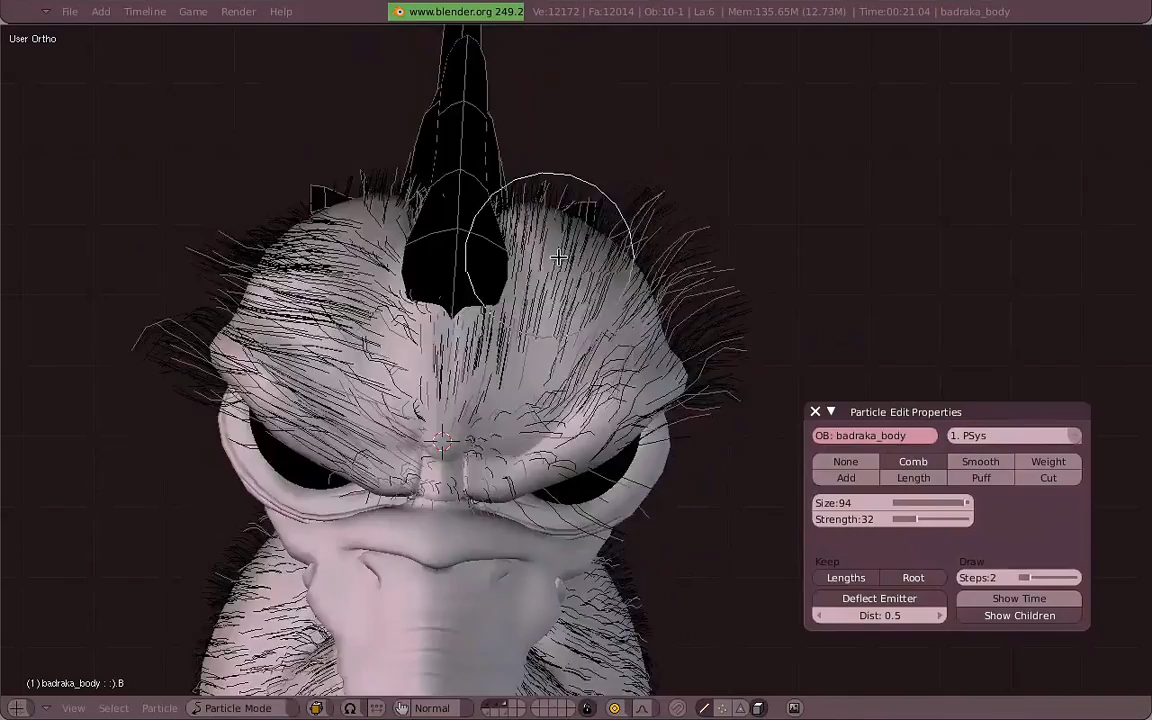 File Add Timeline Game Render Help www.blender.org 249.2 Ve:12172 | Fa:12014 | Ob:10-1 | La:6 | Mem:135.65M (12.73M) | Time:00:21.04 | badraka_body
User Ortho
Particle Edit Properties
OB: badraka_body 1. PSys
None Comb Smooth Weight
Add Length Puff Cut
Size:94
Strength:32
Keep Draw
Lengths Root Steps:2
Deflect Emitter Show Time
Dist: 0.5 Show Children
(1) badraka_body : :).B
View Select Particle Particle Mode Normal